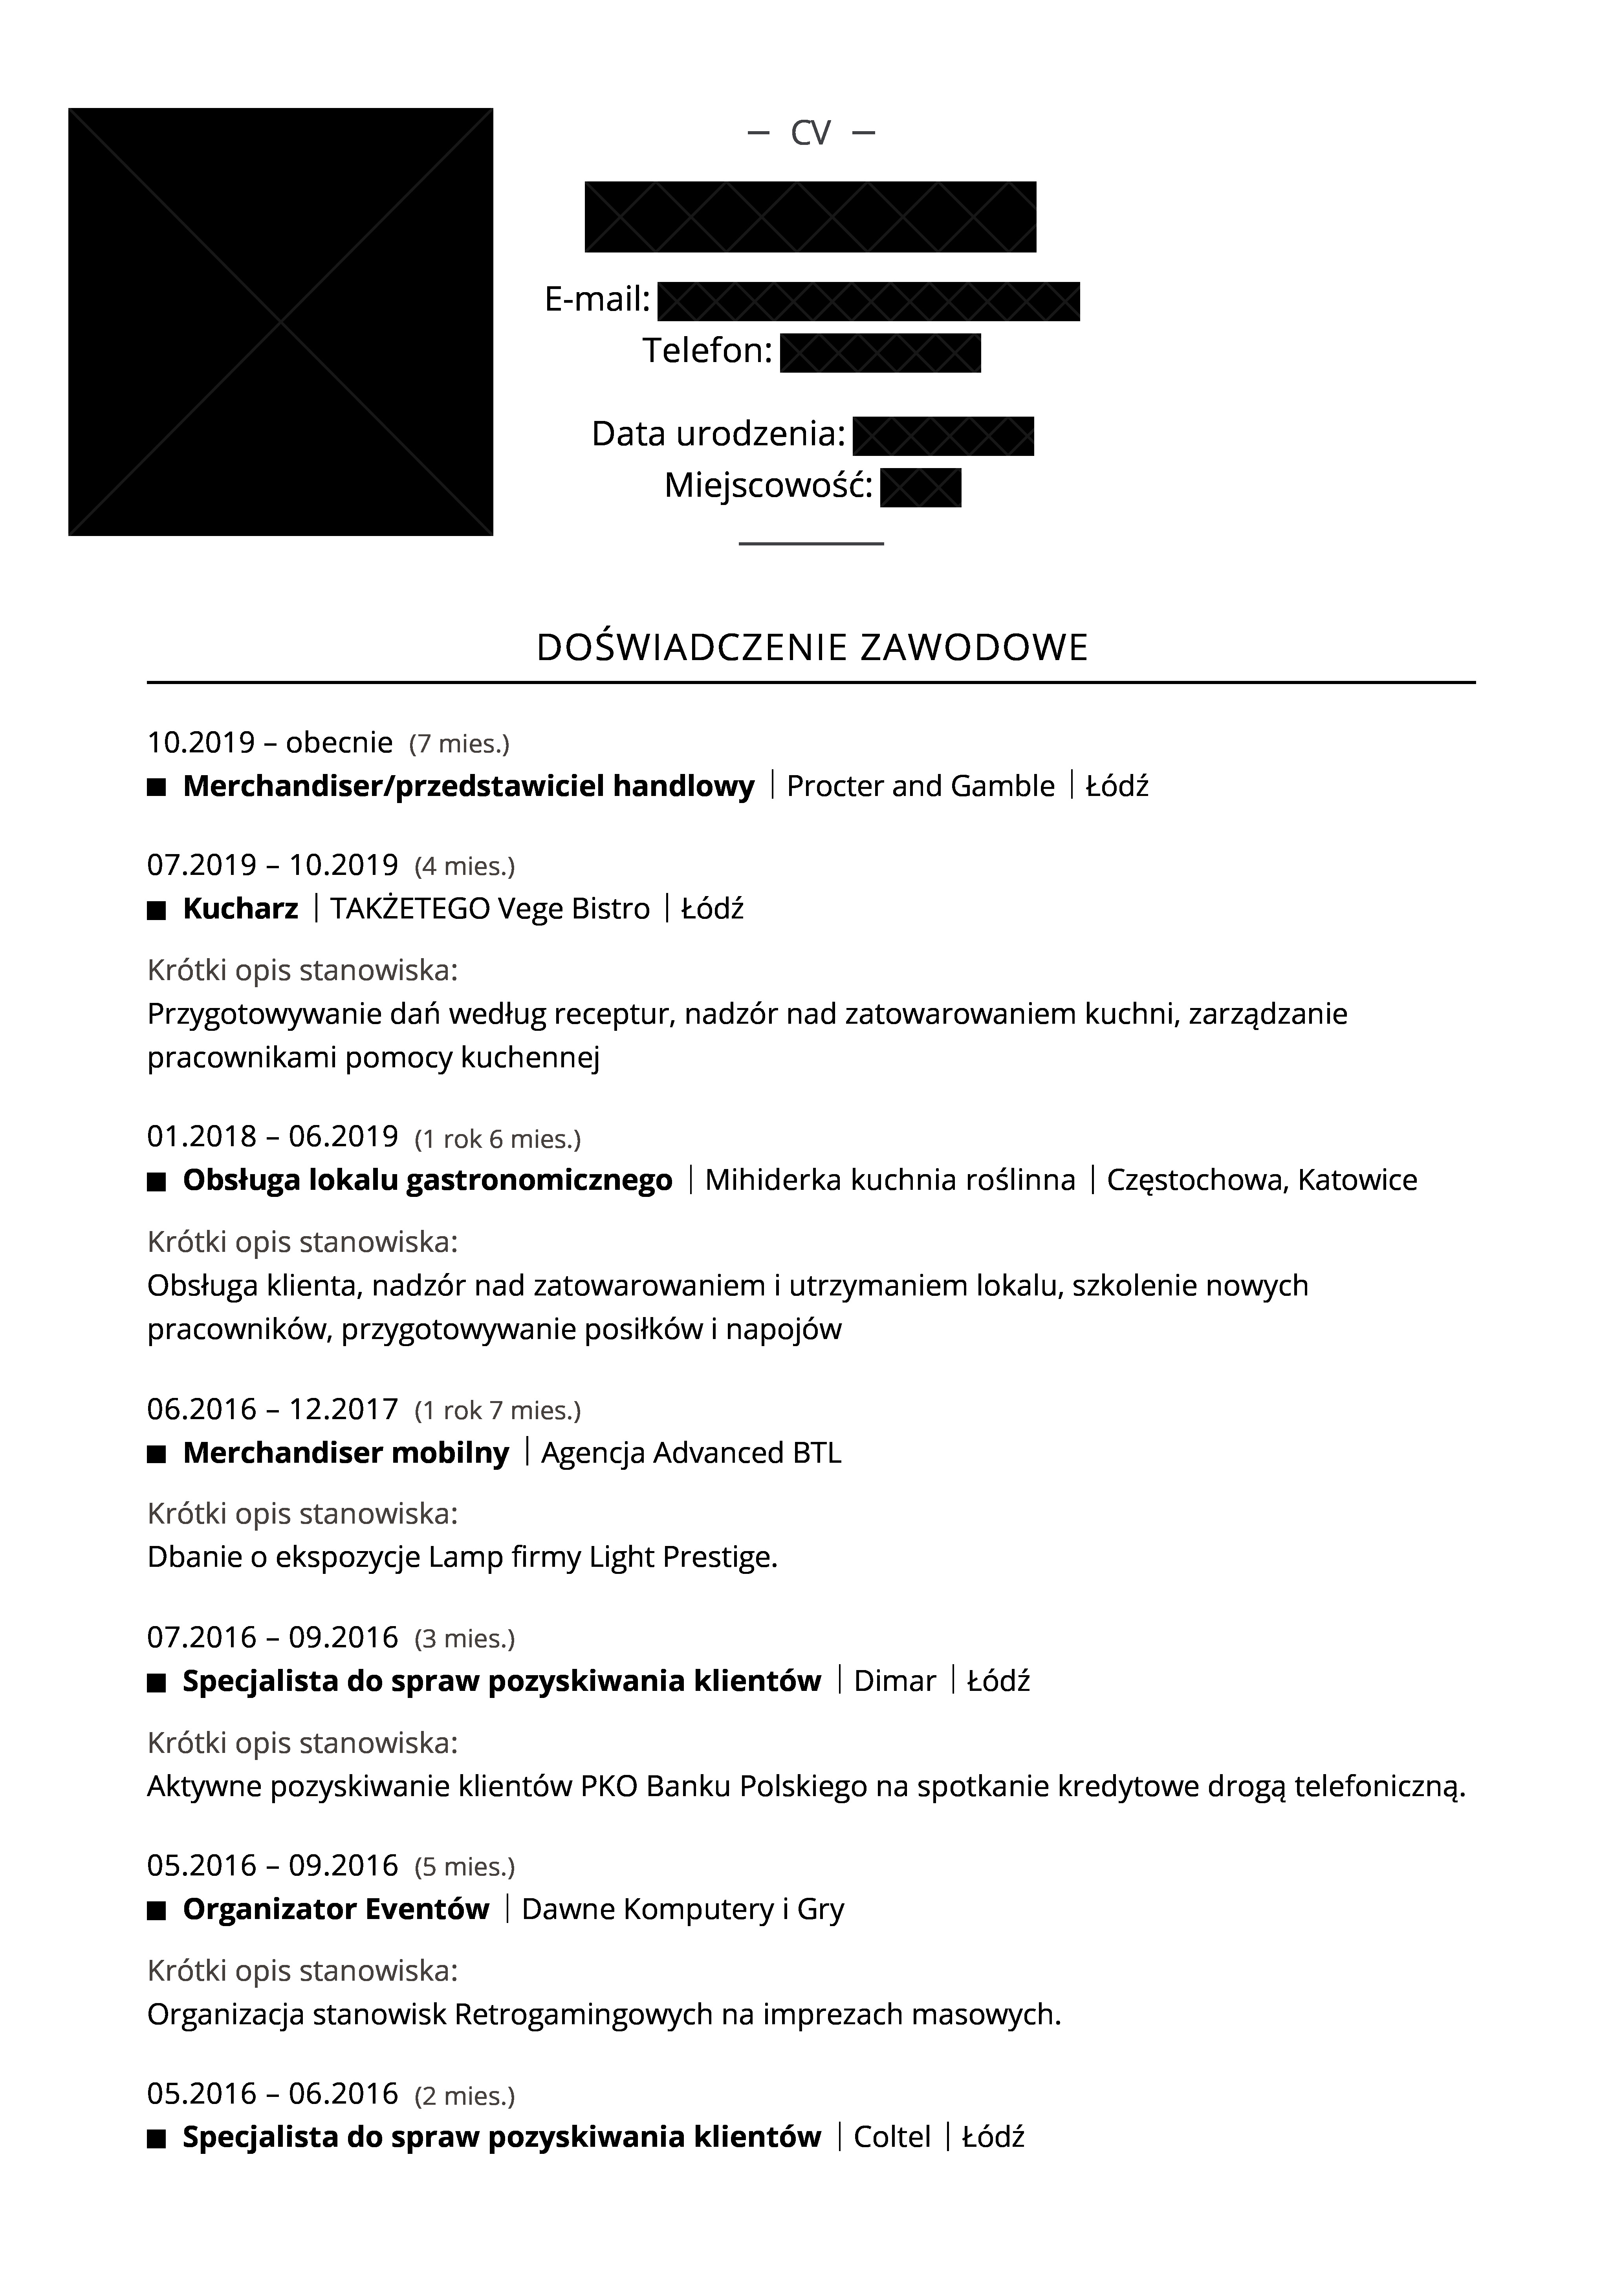 – CV –
E-mail:
Telefon:
Data urodzenia:
Miejscowość:
DOŚWIADCZENIE ZAWODOWE
10.2019 – obecnie (7 mies.)
■ Merchandiser/przedstawiciel handlowy | Procter and Gamble | Łódź
07.2019 – 10.2019 (4 mies.)
■ Kucharz | TAKŻETEGO Vege Bistro | Łódź
Krótki opis stanowiska:
Przygotowywanie dań według receptur, nadzór nad zatowarowaniem kuchni, zarządzanie
pracownikami pomocy kuchennej
01.2018 – 06.2019 (1 rok 6 mies.)
■ Obsługa lokalu gastronomicznego | Mihiderka kuchnia roślinna | Częstochowa, Katowice
Krótki opis stanowiska:
Obsługa klienta, nadzór nad zatowarowaniem i utrzymaniem lokalu, szkolenie nowych
pracowników, przygotowywanie posiłków i napojów
06.2016 – 12.2017 (1 rok 7 mies.)
■ Merchandiser mobilny | Agencja Advanced BTL
Krótki opis stanowiska:
Dbanie o ekspozycje Lamp firmy Light Prestige.
07.2016 – 09.2016 (3 mies.)
■ Specjalista do spraw pozyskiwania klientów | Dimar | Łódź
Krótki opis stanowiska:
Aktywne pozyskiwanie klientów PKO Banku Polskiego na spotkanie kredytowe drogą telefoniczną.
05.2016 – 09.2016 (5 mies.)
■ Organizator Eventów | Dawne Komputery i Gry
Krótki opis stanowiska:
Organizacja stanowisk Retrogamingowych na imprezach masowych.
05.2016 – 06.2016 (2 mies.)
■ Specjalista do spraw pozyskiwania klientów | Coltel | Łódź